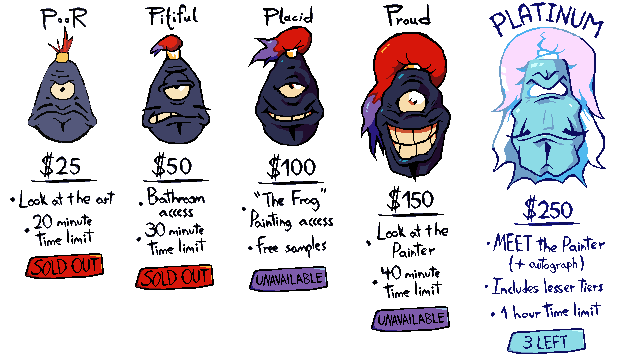 PooR
$25
• Look at the art
• 20 minute
time limit
SOLD OUT
Pitiful
$50
• Bathroom
access
• 30 minute
time limit
SOLD OUT
Placid
$100
• "The Frog"
Painting access
• free samples
UNAVAILABLE
Proud
$150
• Look at the
Painter
• 40 minute
time limit
UNAVAILABLE
PLATINUM
$250
• MEET the Painter
(+ autograph)
• Includes lesser tiers
• 1 hour time limit
3 LEFT